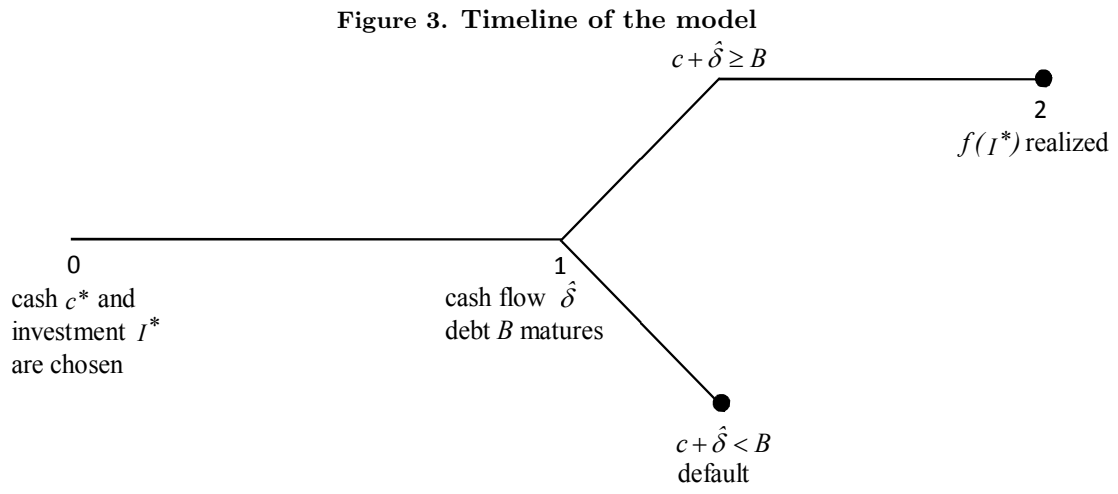 Figure 3. Timeline of the model
c + δ̂ ≥ B
2
f(I*) realized
0
cash c* and
investment I*
are chosen
1
cash flow δ̂
debt B matures
c + δ̂ < B
default